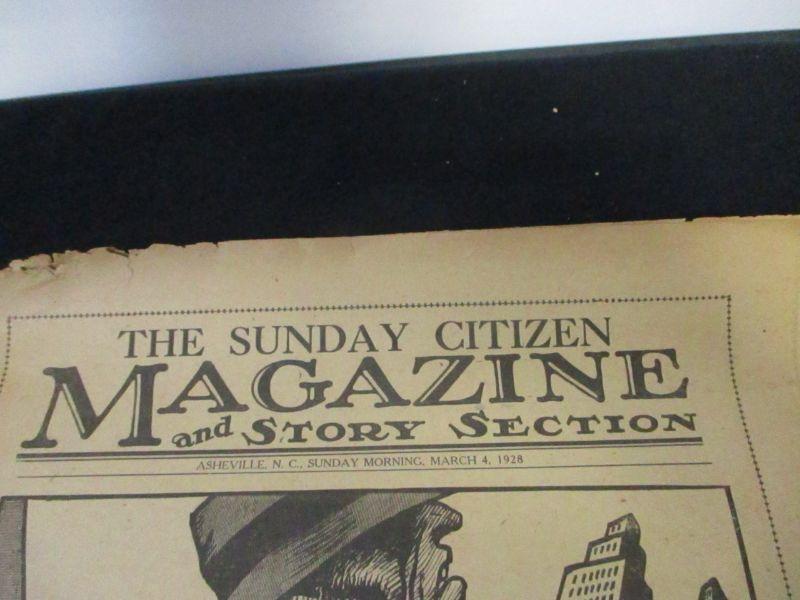 THE SUNDAY CITIZEN
MAGAZINE
and STORY SECTION
ASHEVILLE, N. C., SUNDAY MORNING, MARCH 4, 1928